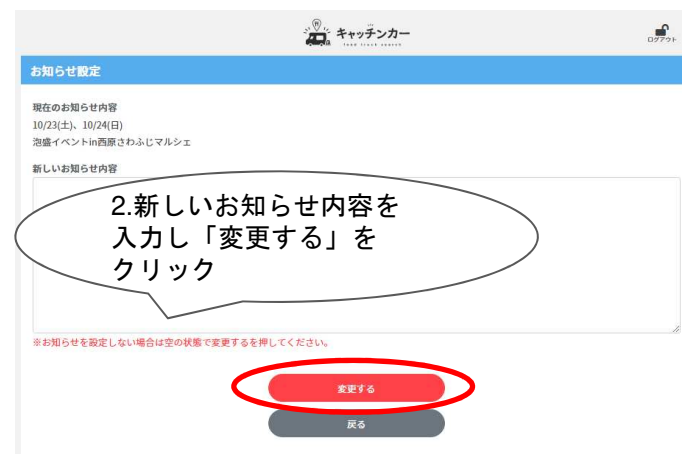 キャッチンカー
food truck search
ログアウト
お知らせ設定
現在のお知らせ内容
10/23(土)、10/24(日)
泡盛イベントin西原さわふじマルシェ
新しいお知らせ内容
2.新しいお知らせ内容を
入力し「変更する」を
クリック
※お知らせを設定しない場合は空の状態で変更するを押してください。
変更する
戻る